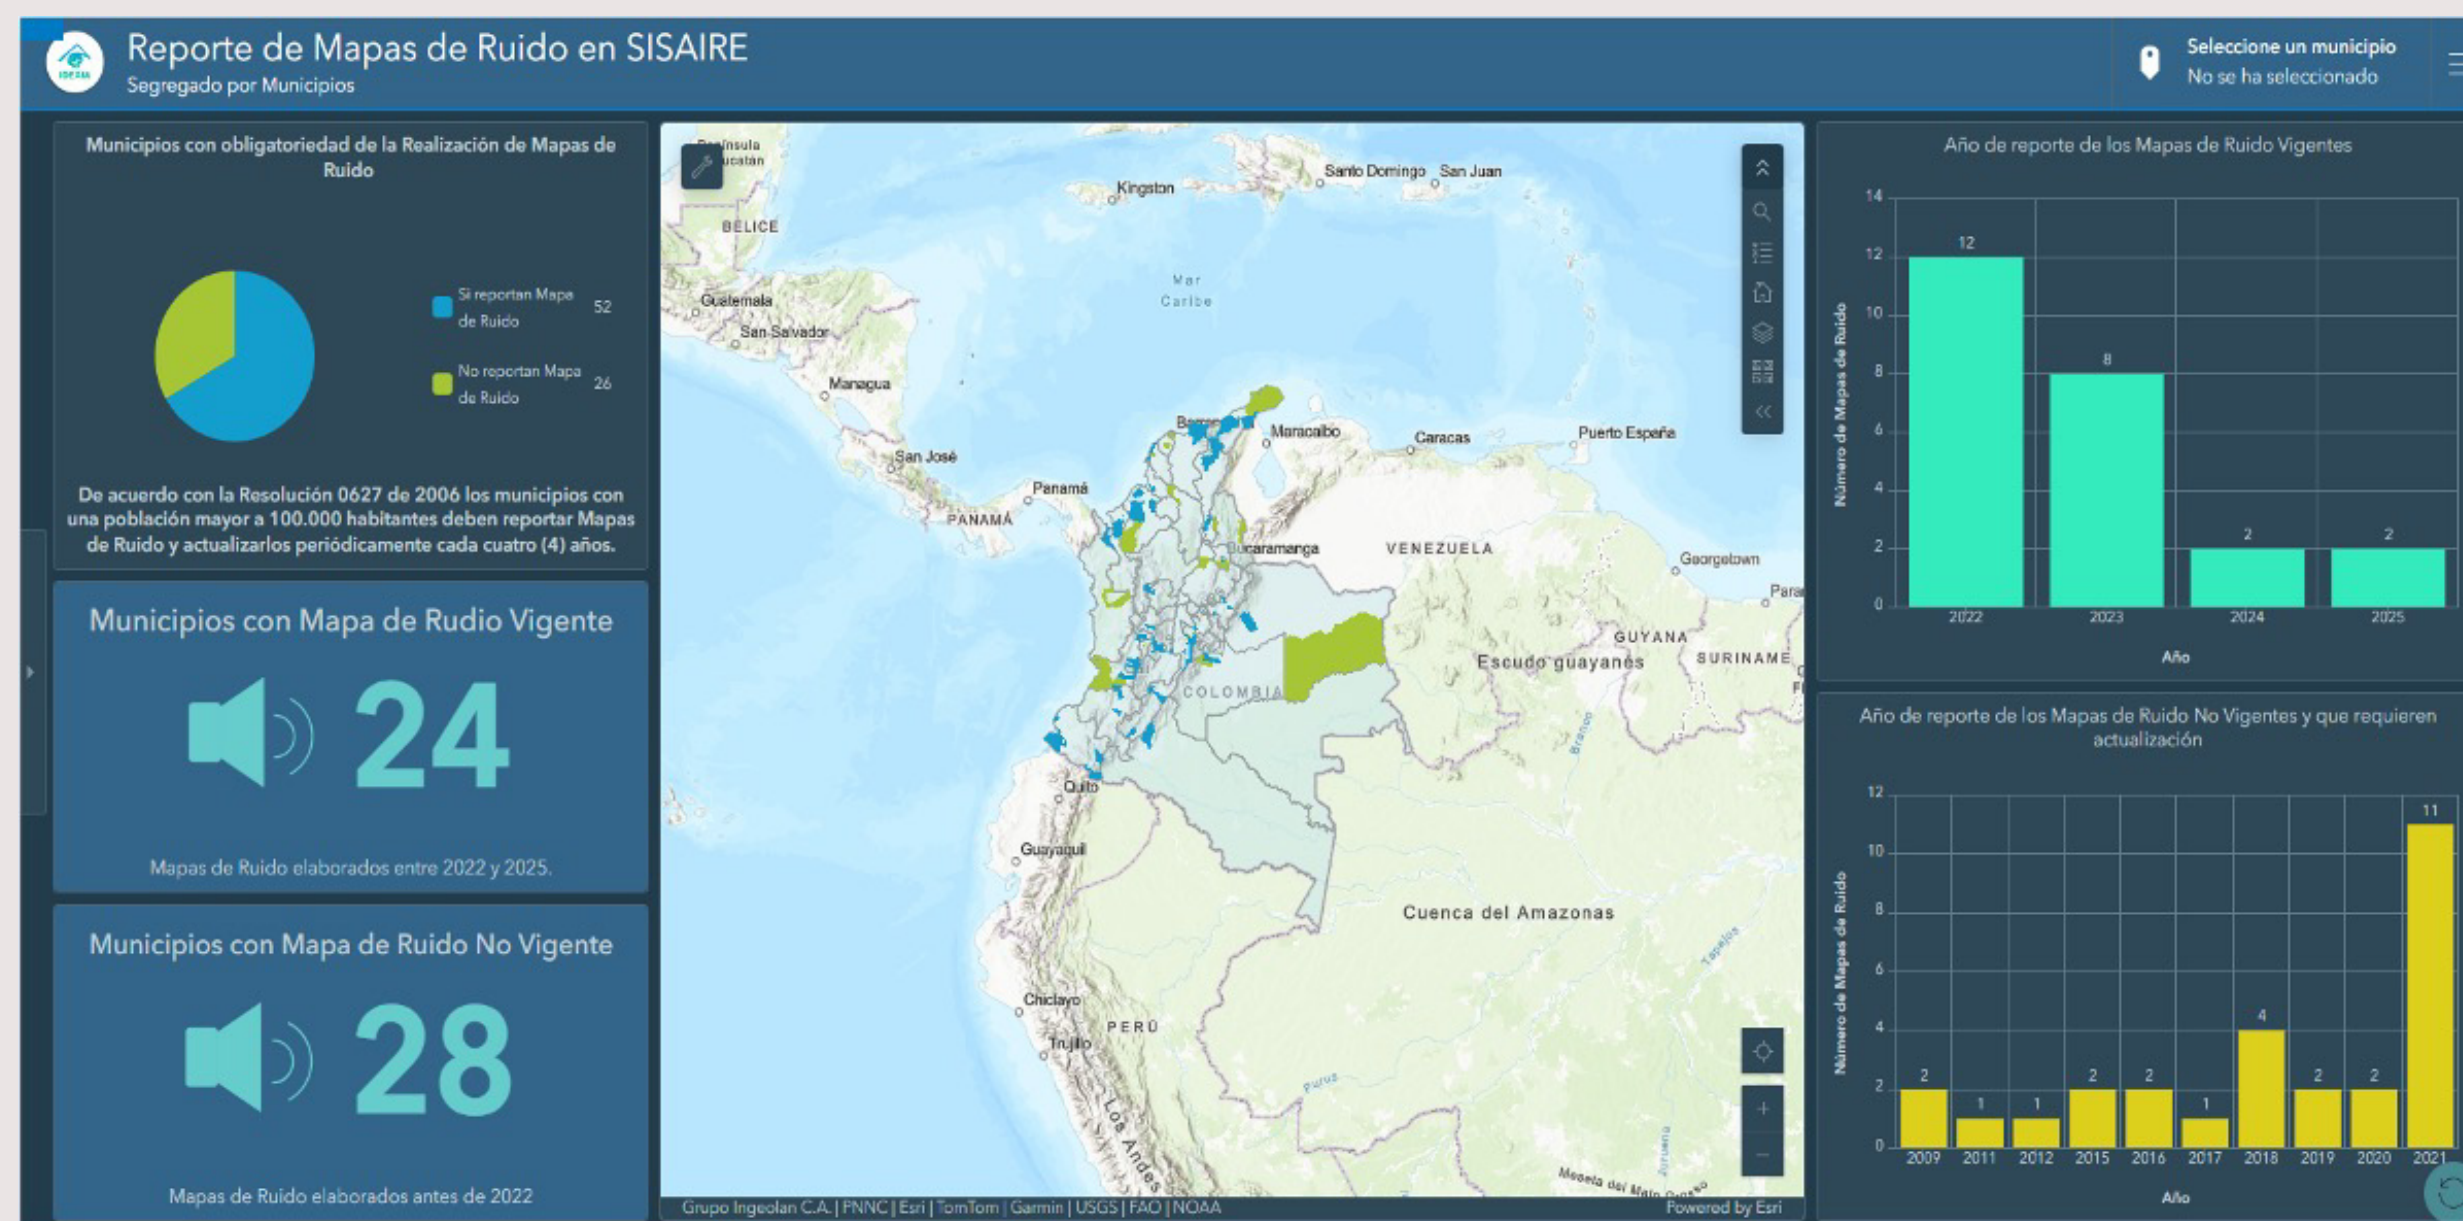 Reporte de Mapas de Ruido en SISAIRE
Segregado por Municipios
Seleccione un municipio
No se ha seleccionado
Municipios con obligatoriedad de la Realización de Mapas de
Ruido
Si reportan Mapa
de Ruido
52
No reportan Mapa
de Ruido
26
De acuerdo con la Resolución 0627 de 2006 los municipios con
una población mayor a 100.000 habitantes deben reportar Mapas
de Ruido y actualizarlos periódicamente cada cuatro (4) años.
Municipios con Mapa de Rudio Vigente
24
Mapas de Ruido elaborados entre 2022 y 2025.
Municipios con Mapa de Ruido No Vigente
28
Mapas de Ruido elaborados antes de 2022
Kingston
Santo Domingo
San Juan
BELICE
Mar
Caribe
Guatemala
San Salvador
Managua
Maracaibo
Caracas
Puerto España
San José
Panamá
PANAMÁ
Bucaramanga
VENEZUELA
Georgetown
Para
GUYANA
Escudo guayanés
SURINAME
COLOMBIA
Branco
Quito
Guayaquil
Cuenca del Amazonas
Tapajós
Chiclayo
PERÚ
Trujillo
Purus
Los Andes
Juruena
Meseta del Mato Grosso
Grupo Ingeolan C.A. | PNNC | Esri | TomTom | Garmin | USGS | FAO | NOAA
Powered by Esri
Año de reporte de los Mapas de Ruido Vigentes
Número de Mapas de Ruido
14
12
10
8
6
4
2
0
12
8
2
2
2022
2023
2024
2025
Año
Año de reporte de los Mapas de Ruido No Vigentes y que requieren
actualización
Número de Mapas de Ruido
12
10
8
6
4
2
0
2
1
1
2
2
1
4
2
2
11
2009
2011
2012
2015
2016
2017
2018
2019
2020
2021
Año